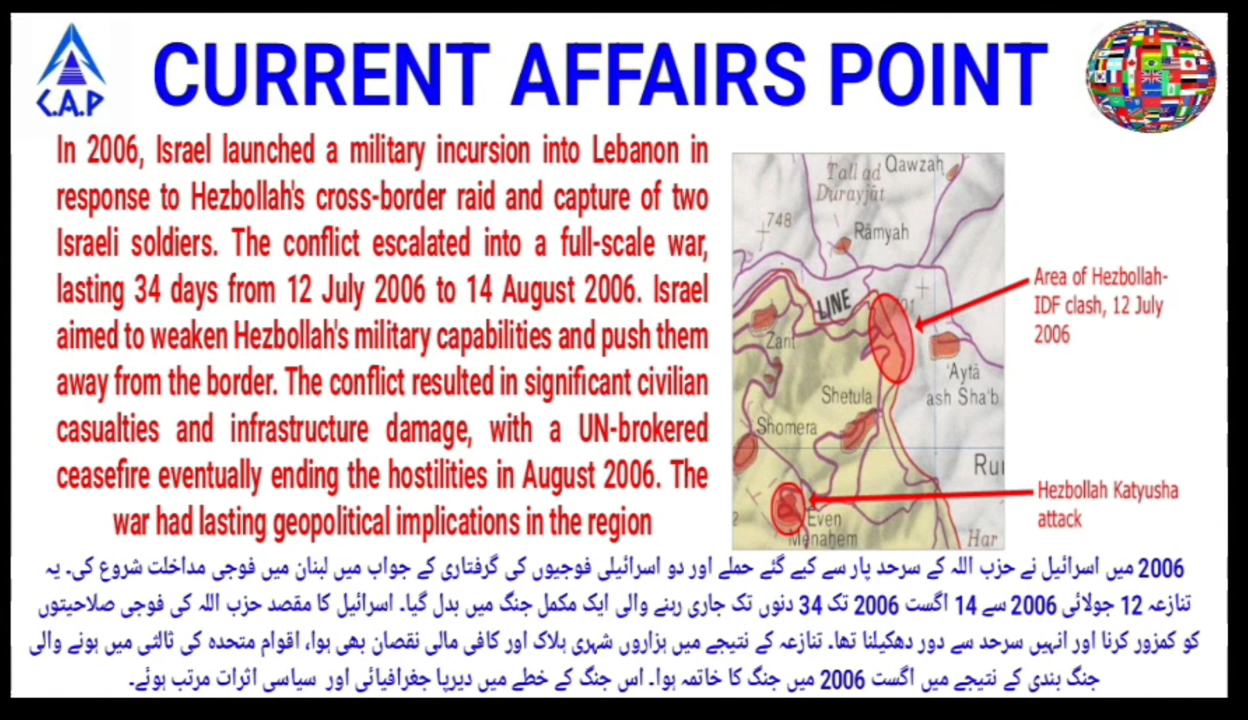 C.A.P
CURRENT AFFAIRS POINT
In 2006, Israel launched a military incursion into Lebanon in
response to Hezbollah's cross-border raid and capture of two
Israeli soldiers. The conflict escalated into a full-scale war,
lasting 34 days from 12 July 2006 to 14 August 2006. Israel
aimed to weaken Hezbollah's military capabilities and push them
away from the border. The conflict resulted in significant civilian
casualties and infrastructure damage, with a UN-brokered
ceasefire eventually ending the hostilities in August 2006. The
war had lasting geopolitical implications in the region
Tall ad
Durayjāt
Qawzah
748
Rāmyah
LINE
Zarit
'Aytā
ash Sha'b
Shetula
Shomera
Even
Menahem
Har
Area of Hezbollah-
IDF clash, 12 July
2006
Hezbollah Katyusha
attack
2006 میں اسرائیل نے حزب اللہ کے سرحد پار سے کیے گئے حملے اور دو اسرائیلی فوجیوں کی گرفتاری کے جواب میں لبنان میں فوجی مداخلت شروع کی۔ یہ
تنازعہ 12 جولائی 2006 سے 14 اگست 2006 تک 34 دنوں تک جاری رہنے والی ایک مکمل جنگ میں بدل گیا۔ اسرائیل کا مقصد حزب اللہ کی فوجی صلاحیتوں
کو کمزور کرنا اور انہیں سرحد سے دور دھکیلنا تھا۔ تنازعہ کے نتیجے میں ہزاروں شہری ہلاک اور کافی مالی نقصان بھی ہوا، اقوام متحدہ کی ثالثی میں ہونے والی
جنگ بندی کے نتیجے میں اگست 2006 میں جنگ کا خاتمہ ہوا۔ اس جنگ کے خطے میں دیرپا جغرافیائی اور سیاسی اثرات مرتب ہوئے۔